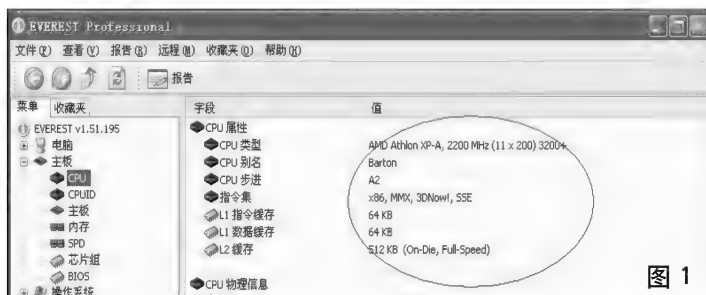 EVEREST Professional
文件(F) 查看(V) 报告(R) 远程(M) 收藏夹(O) 帮助(H)
报告
菜单 收藏夹 字段 值
EVEREST v1.51.195
电脑
主板
CPU
CPUID
主板
内存
SPD
芯片组
BIOS
操作系统
CPU 属性
CPU 类型 AMD Athlon XP-A, 2200 MHz (11 x 200) 3200+
CPU 别名 Barton
CPU 步进 A2
指令集 x86, MMX, 3DNow!, SSE
L1 指令缓存 64 KB
L1 数据缓存 64 KB
L2 缓存 512 KB (On-Die, Full-Speed)
CPU 物理信息
图 1